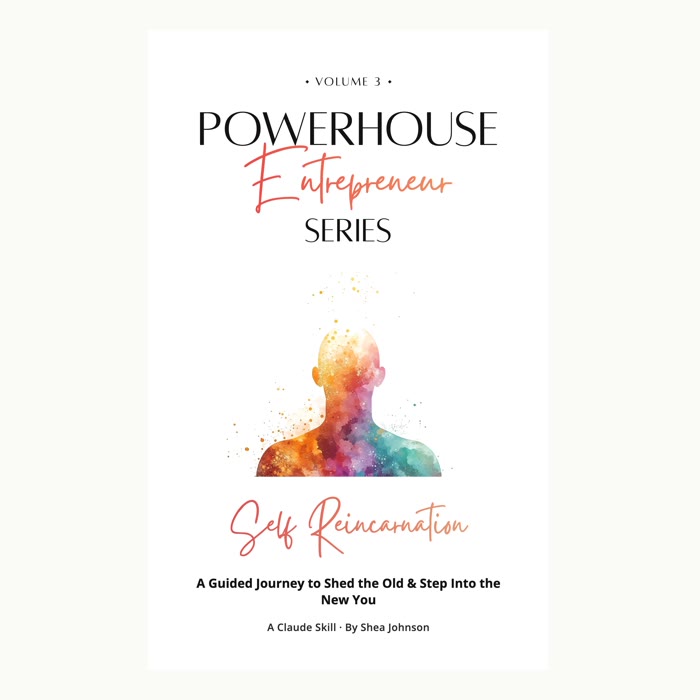 • VOLUME 3 •
POWERHOUSE
Entrepreneur
SERIES
Self Reincarnation
A Guided Journey to Shed the Old & Step Into the
New You
A Claude Skill · By Shea Johnson